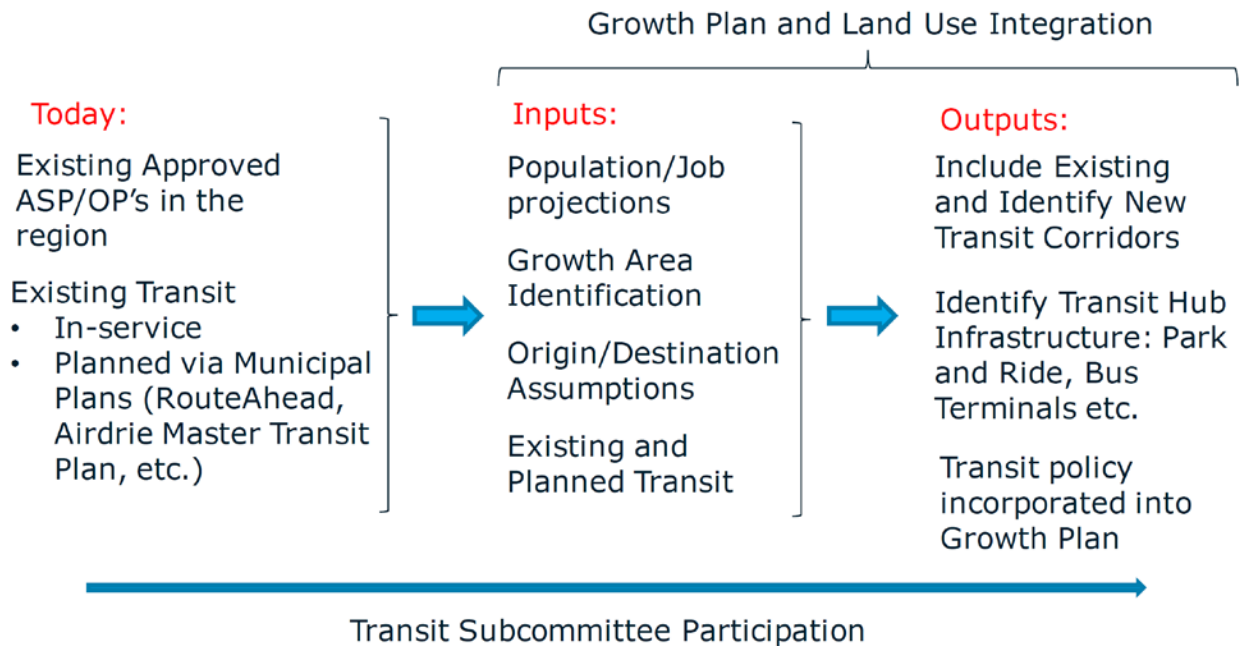 Growth Plan and Land Use Integration
Today:
Existing Approved
ASP/OP’s in the
region
Existing Transit
• In-service
• Planned via Municipal
Plans (RouteAhead,
Airdrie Master Transit
Plan, etc.)
Inputs:
Population/Job
projections
Growth Area
Identification
Origin/Destination
Assumptions
Existing and
Planned Transit
Outputs:
Include Existing
and Identify New
Transit Corridors
Identify Transit Hub
Infrastructure: Park
and Ride, Bus
Terminals etc.
Transit policy
incorporated into
Growth Plan
Transit Subcommittee Participation